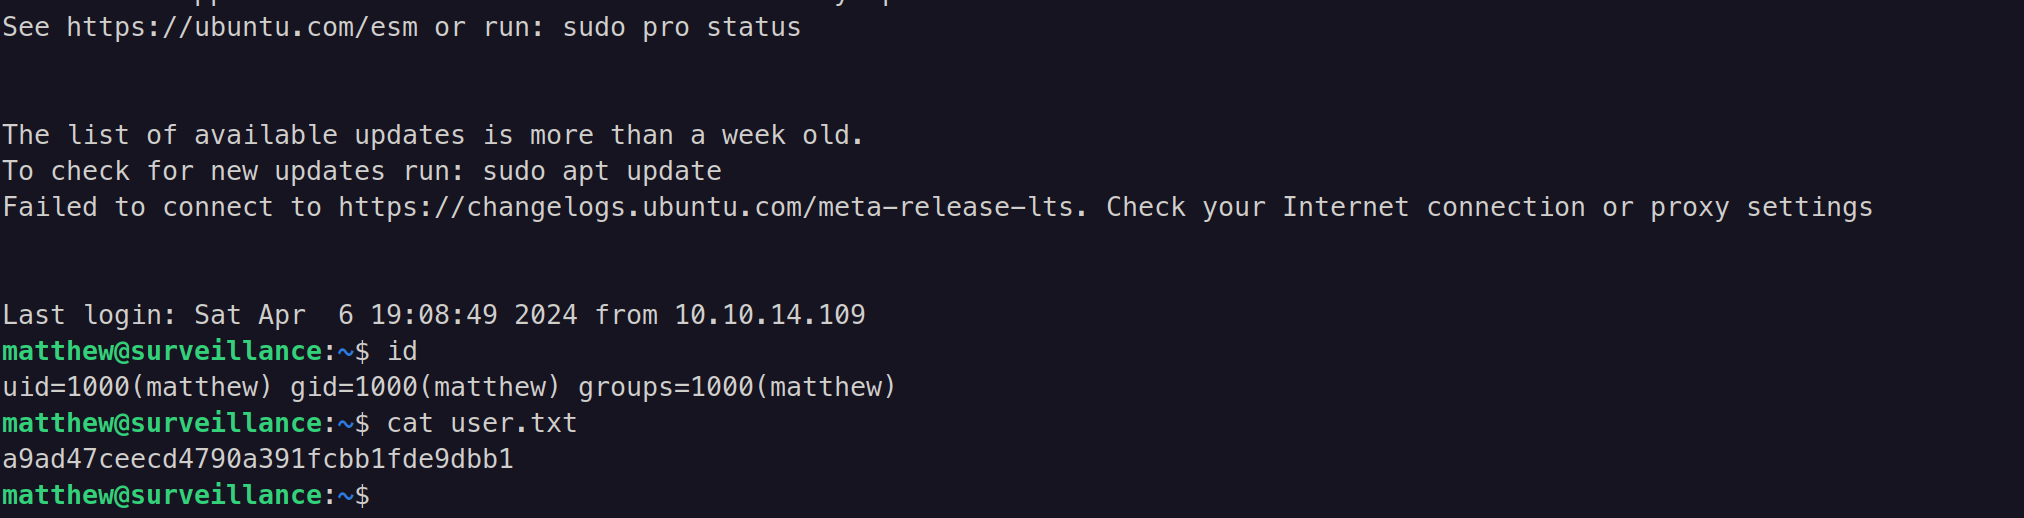 See https://ubuntu.com/esm or run: sudo pro status
The list of available updates is more than a week old.
To check for new updates run: sudo apt update
Failed to connect to https://changelogs.ubuntu.com/meta-release-lts. Check your Internet connection or proxy settings
Last login: Sat Apr  6 19:08:49 2024 from 10.10.14.109
matthew@surveillance:~$ id
uid=1000(matthew) gid=1000(matthew) groups=1000(matthew)
matthew@surveillance:~$ cat user.txt
a9ad47ceecd4790a391fcbb1fde9dbb1
matthew@surveillance:~$